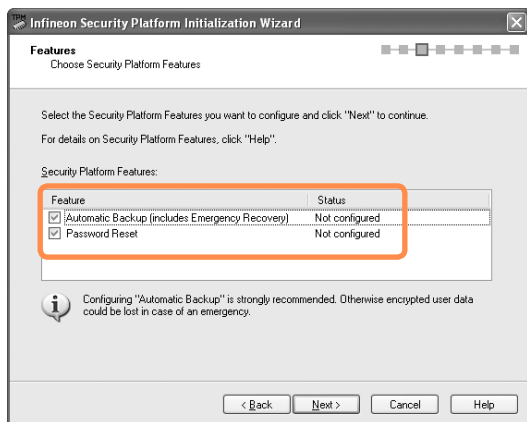 TPM
Infineon Security Platform Initialization Wizard
Features
Choose Security Platform Features
Select the Security Platform Features you want to configure and click "Next" to continue.
For details on Security Platform Features, click "Help".
Security Platform Features:
Feature Status
Automatic Backup (includes Emergency Recovery) Not configured
Password Reset Not configured
Configuring "Automatic Backup" is strongly recommended. Otherwise encrypted user data
could be lost in case of an emergency.
< Back Next > Cancel Help